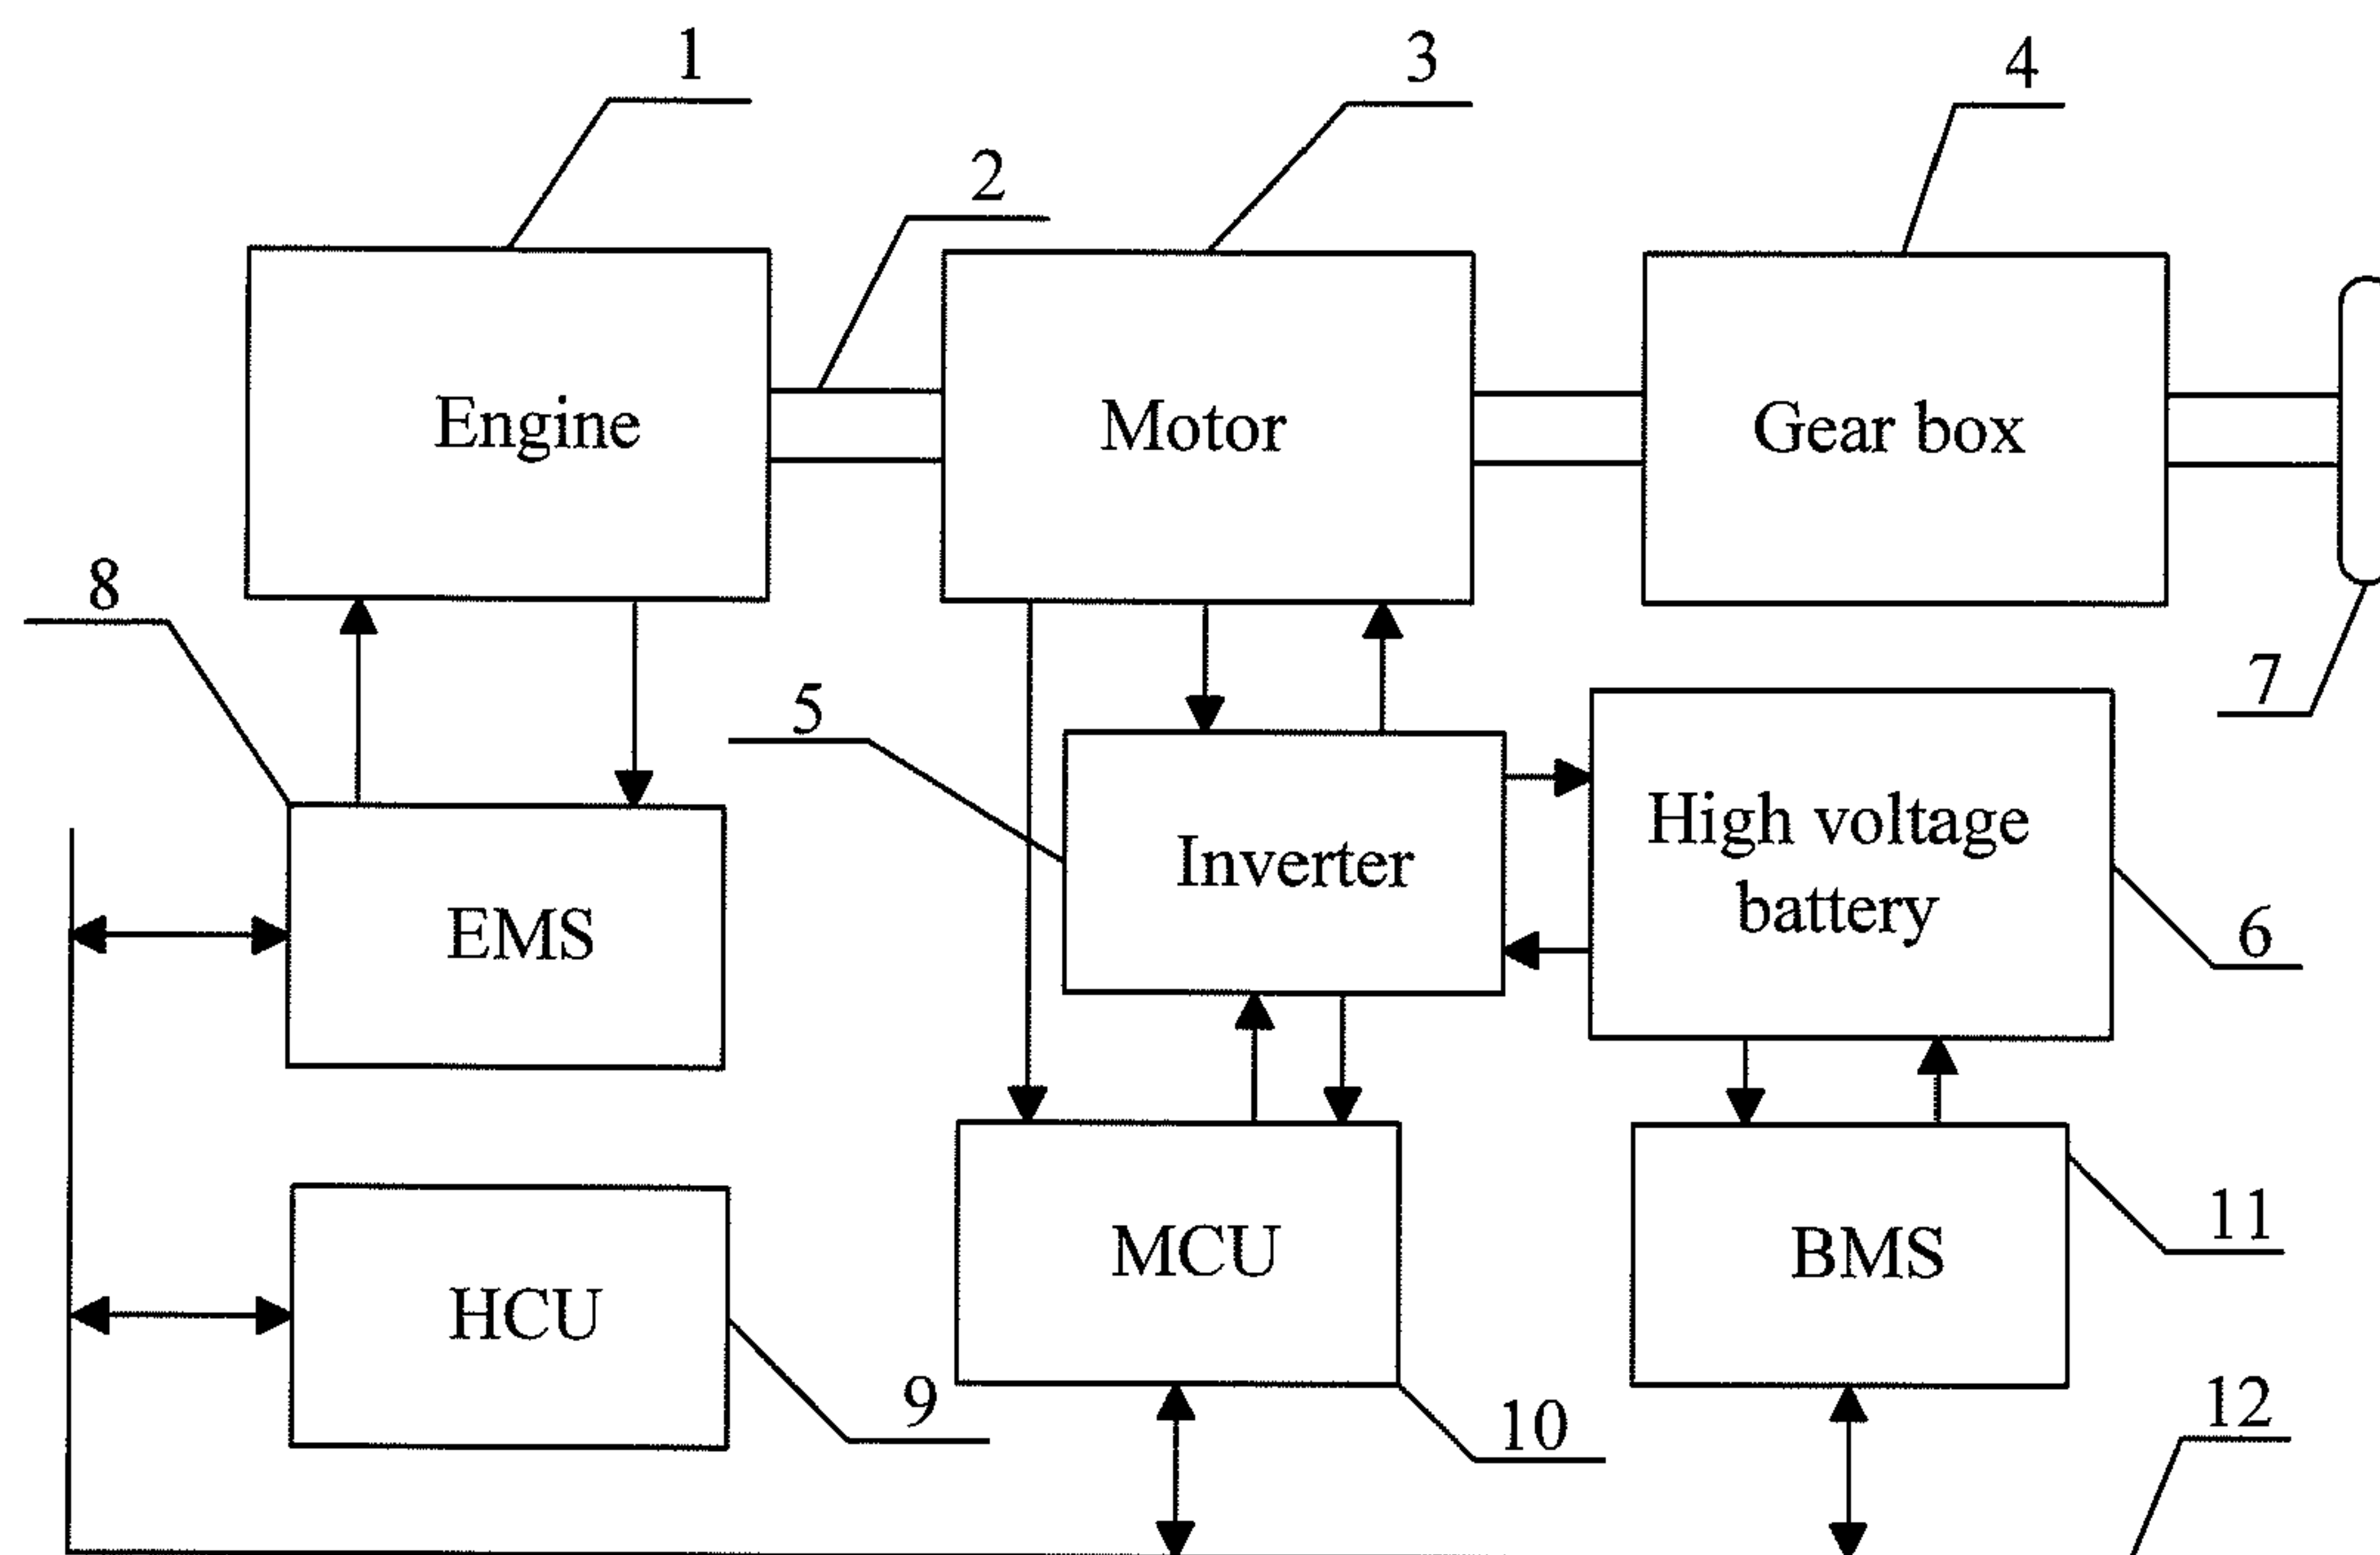 1
3
4
2
Engine
Motor
Gear box
8
5
7
High voltage
battery
Inverter
EMS
6
MCU
BMS
11
HCU
9
10
12